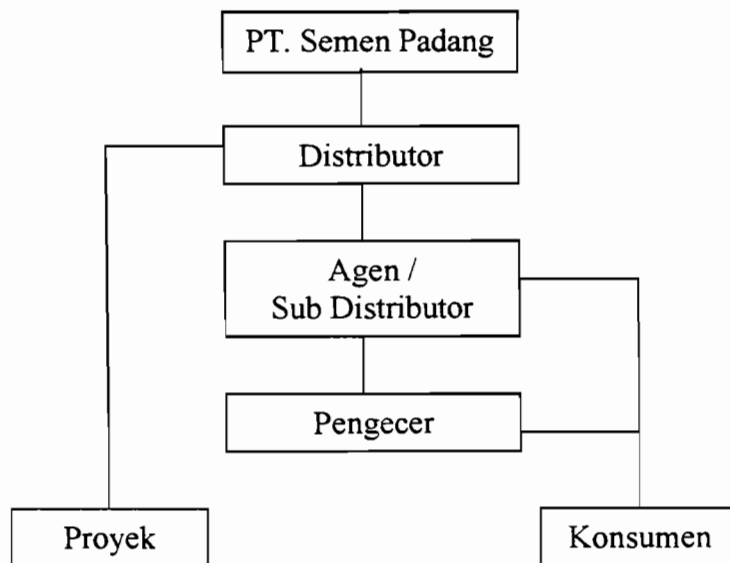 PT. Semen Padang
Distributor
Agen /
Sub Distributor
Pengecer
Proyek
Konsumen